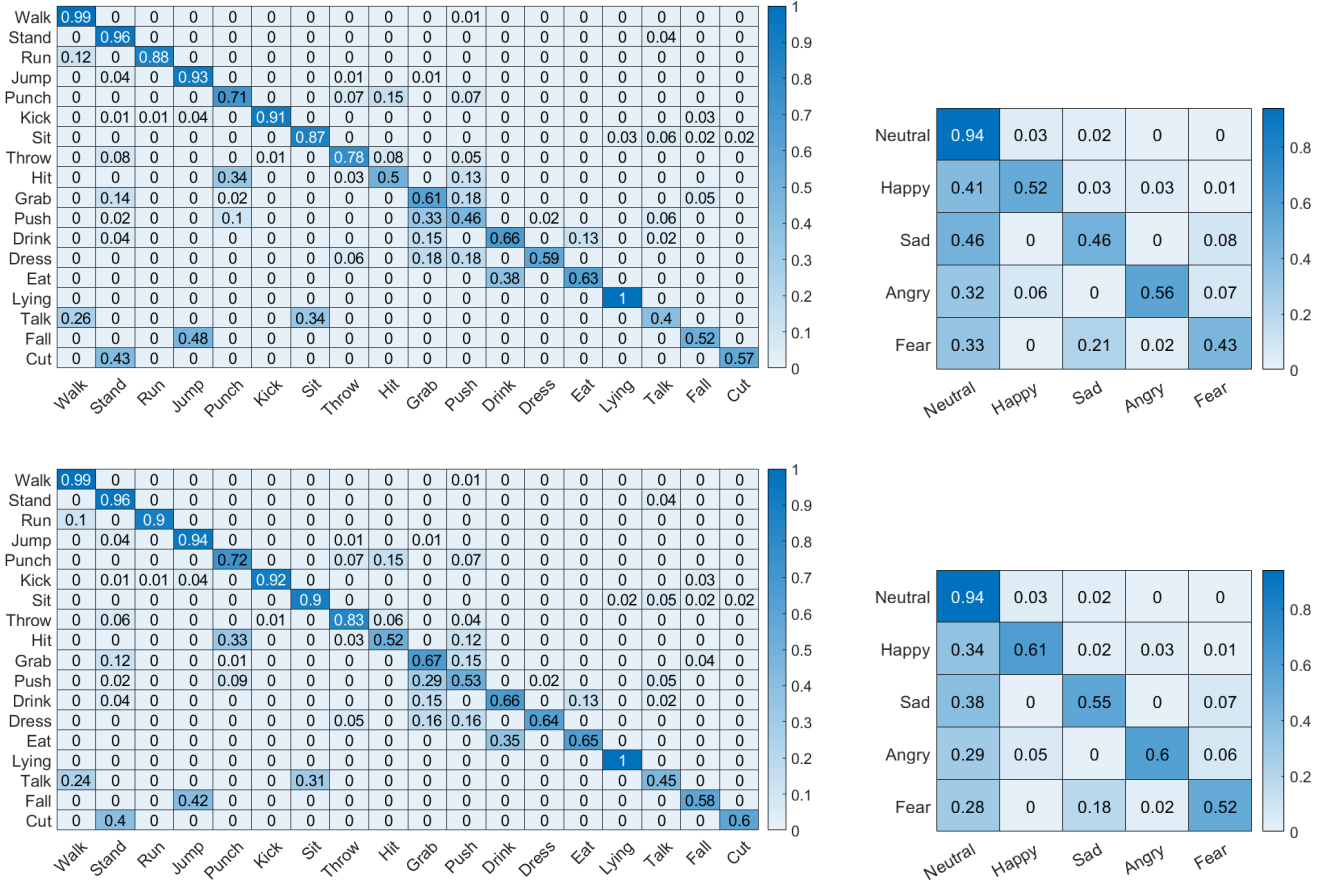 Walk 0.99 0 0 0 0 0 0 0 0 0 0.01 0 0 0 0 0 0 0
Stand 0 0.96 0 0 0 0 0 0 0 0 0 0 0 0 0 0.04 0 0
Run 0.12 0 0.88 0 0 0 0 0 0 0 0 0 0 0 0 0 0 0
Jump 0 0.04 0 0.93 0 0 0 0.01 0 0.01 0 0 0 0 0 0 0 0
Punch 0 0 0 0 0.71 0 0 0.07 0.15 0 0.07 0 0 0 0 0 0 0
Kick 0 0.01 0.01 0.04 0 0.91 0 0 0 0 0 0 0 0 0 0 0.03 0
Sit 0 0 0 0 0 0 0.87 0 0 0 0 0 0 0 0.03 0.06 0.02 0.02
Throw 0 0.08 0 0 0 0.01 0 0.78 0.08 0 0.05 0 0 0 0 0 0 0
Hit 0 0 0 0 0.34 0 0 0.03 0.5 0 0.13 0 0 0 0 0 0 0
Grab 0 0.14 0 0 0.02 0 0 0 0 0.61 0.18 0 0 0 0 0 0.05 0
Push 0 0.02 0 0 0.1 0 0 0 0 0.33 0.46 0 0.02 0 0 0.06 0 0
Drink 0 0.04 0 0 0 0 0 0 0 0.15 0 0.66 0 0.13 0 0.02 0 0
Dress 0 0 0 0 0 0 0 0.06 0 0.18 0.18 0 0.59 0 0 0 0 0
Eat 0 0 0 0 0 0 0 0 0 0 0 0.38 0 0.63 0 0 0 0
Lying 0 0 0 0 0 0 0 0 0 0 0 0 0 0 1 0 0 0
Talk 0.26 0 0 0 0 0 0.34 0 0 0 0 0 0 0 0 0.4 0 0
Fall 0 0 0 0.48 0 0 0 0 0 0 0 0 0 0 0 0 0.52 0
Cut 0 0.43 0 0 0 0 0 0 0 0 0 0 0 0 0 0 0 0.57
Walk Stand Run Jump Punch Kick Sit Throw Hit Grab Push Drink Dress Eat Lying Talk Fall Cut
1
0.9
0.8
0.7
0.6
0.5
0.4
0.3
0.2
0.1
0
Neutral 0.94 0.03 0.02 0 0
Happy 0.41 0.52 0.03 0.03 0.01
Sad 0.46 0 0.46 0 0.08
Angry 0.32 0.06 0 0.56 0.07
Fear 0.33 0 0.21 0.02 0.43
Neutral Happy Sad Angry Fear
0.8
0.6
0.4
0.2
0
Walk 0.99 0 0 0 0 0 0 0 0 0 0.01 0 0 0 0 0 0 0
Stand 0 0.96 0 0 0 0 0 0 0 0 0 0 0 0 0 0.04 0 0
Run 0.1 0 0.9 0 0 0 0 0 0 0 0 0 0 0 0 0 0 0
Jump 0 0.04 0 0.94 0 0 0 0.01 0 0.01 0 0 0 0 0 0 0 0
Punch 0 0 0 0 0.72 0 0 0.07 0.15 0 0.07 0 0 0 0 0 0 0
Kick 0 0.01 0.01 0.04 0 0.92 0 0 0 0 0 0 0 0 0 0 0.03 0
Sit 0 0 0 0 0 0 0.9 0 0 0 0 0 0 0 0.02 0.05 0.02 0.02
Throw 0 0.06 0 0 0 0.01 0 0.83 0.06 0 0.04 0 0 0 0 0 0 0
Hit 0 0 0 0 0.33 0 0 0.03 0.52 0 0.12 0 0 0 0 0 0 0
Grab 0 0.12 0 0 0.01 0 0 0 0 0.67 0.15 0 0 0 0 0 0.04 0
Push 0 0.02 0 0 0.09 0 0 0 0 0.29 0.53 0 0.02 0 0 0.05 0 0
Drink 0 0.04 0 0 0 0 0 0 0 0.15 0 0.66 0 0.13 0 0.02 0 0
Dress 0 0 0 0 0 0 0 0.05 0 0.16 0.16 0 0.64 0 0 0 0 0
Eat 0 0 0 0 0 0 0 0 0 0 0 0.35 0 0.65 0 0 0 0
Lying 0 0 0 0 0 0 0 0 0 0 0 0 0 0 1 0 0 0
Talk 0.24 0 0 0 0 0 0.31 0 0 0 0 0 0 0 0 0.45 0 0
Fall 0 0 0 0.42 0 0 0 0 0 0 0 0 0 0 0 0 0.58 0
Cut 0 0.4 0 0 0 0 0 0 0 0 0 0 0 0 0 0 0 0.6
Walk Stand Run Jump Punch Kick Sit Throw Hit Grab Push Drink Dress Eat Lying Talk Fall Cut
1
0.9
0.8
0.7
0.6
0.5
0.4
0.3
0.2
0.1
0
Neutral 0.94 0.03 0.02 0 0
Happy 0.34 0.61 0.02 0.03 0.01
Sad 0.38 0 0.55 0 0.07
Angry 0.29 0.05 0 0.6 0.06
Fear 0.28 0 0.18 0.02 0.52
Neutral Happy Sad Angry Fear
0.8
0.6
0.4
0.2
0